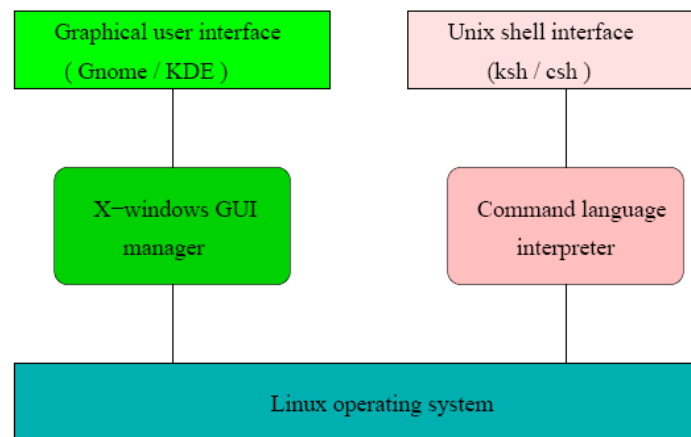 Graphical user interface
( Gnome / KDE )
Unix shell interface
(ksh / csh )
X−windows GUI
manager
Command language
interpreter
Linux operating system